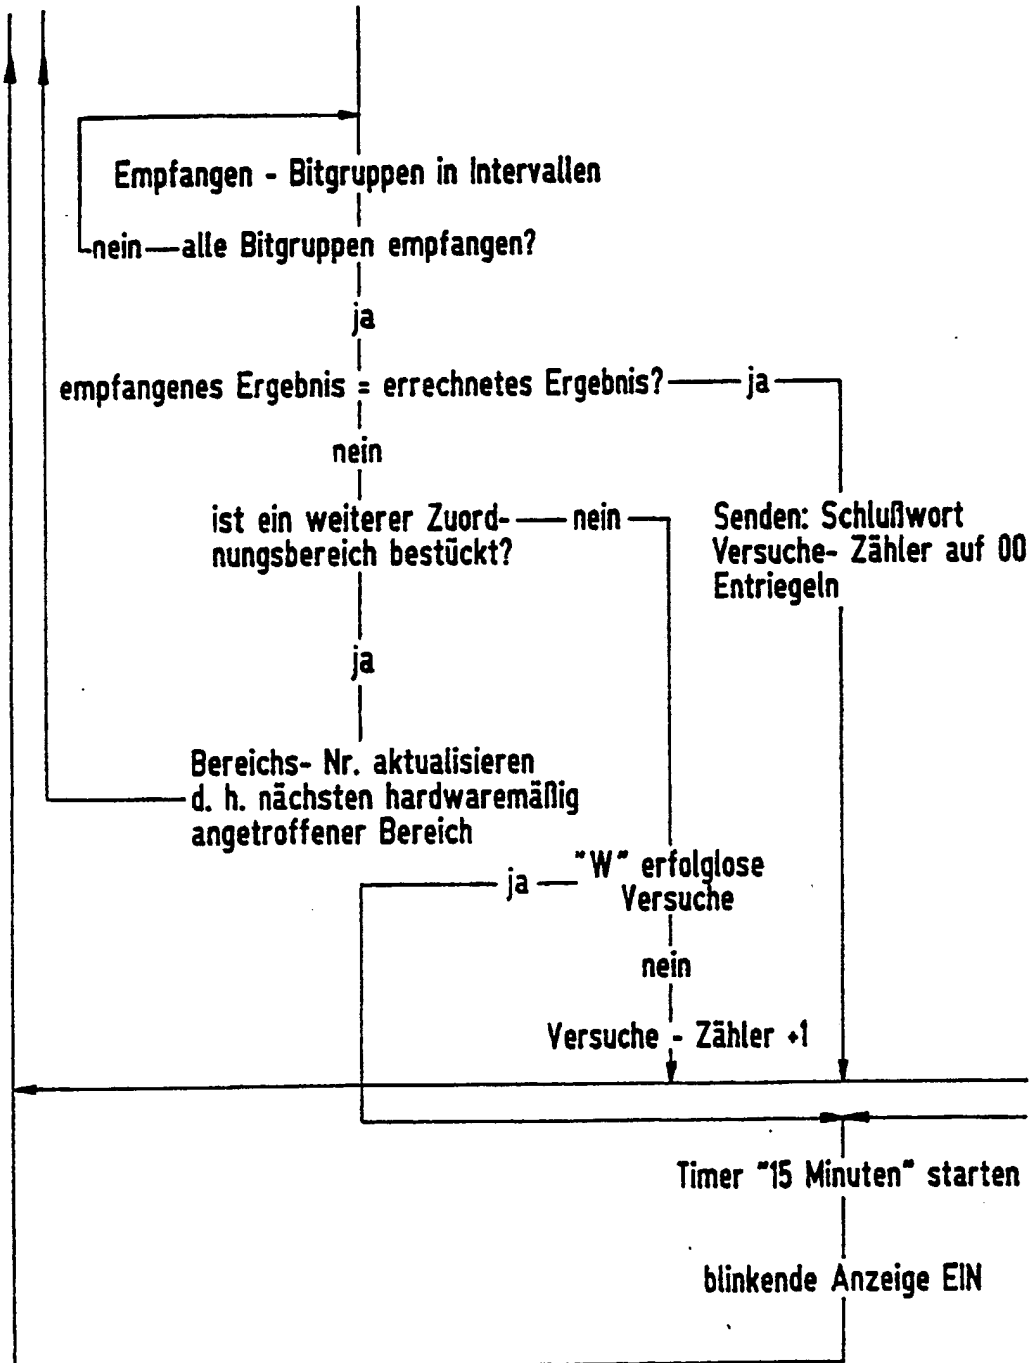 Empfangen - Bitgruppen in Intervallen
nein alle Bitgruppen empfangen?
ja
empfangenes Ergebnis = errechnetes Ergebnis? ja
nein
ist ein weiterer Zuord- nein
nungsbereich bestückt?
Senden: Schlußwort
Versuche- Zähler auf 00
Entriegeln
ja
Bereichs- Nr. aktualisieren
d. h. nächsten hardwaremäßig
angetroffener Bereich
ja "W" erfolglose
Versuche
nein
Versuche - Zähler +1
Timer "15 Minuten" starten
blinkende Anzeige EIN